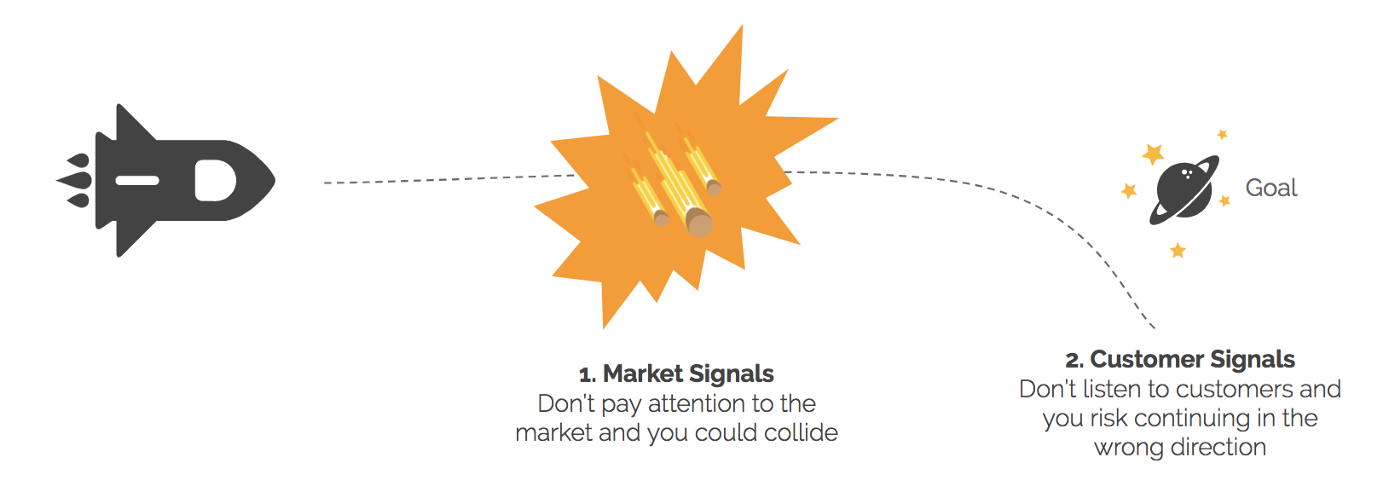 Goal
1. Market Signals
Don't pay attention to the
market and you could collide
2. Customer Signals
Don't listen to customers and
you risk continuing in the
wrong direction